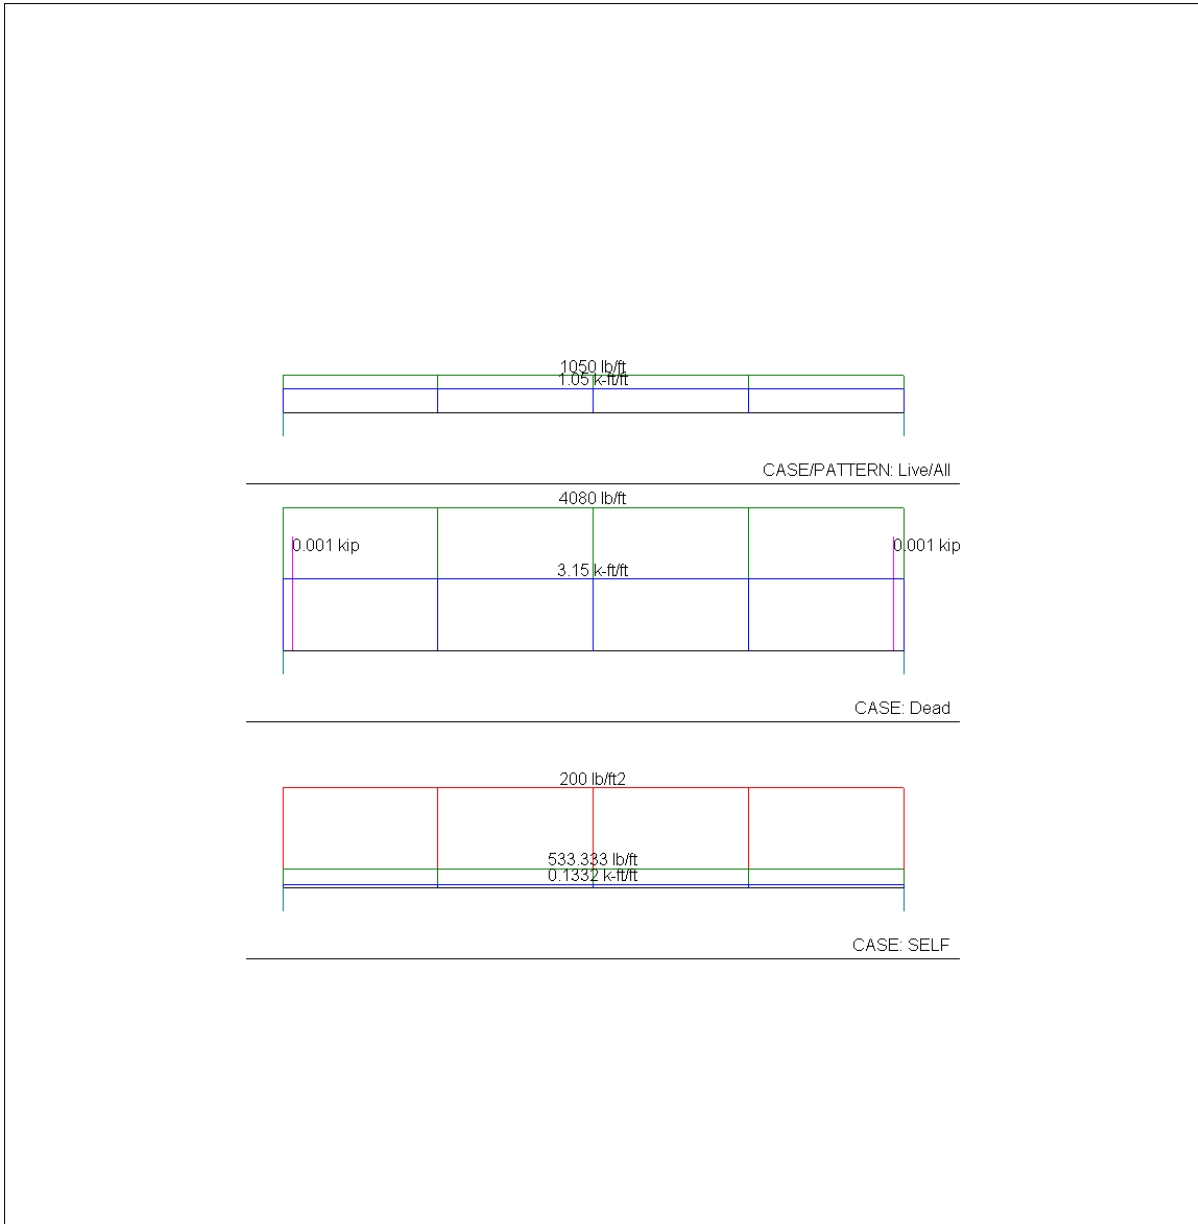 1050 lb/ft
1.05 k-ft/ft
CASE/PATTERN: Live/All
4080 lb/ft
0.001 kip
0.001 kip
3.15 k-ft/ft
CASE: Dead
200 lb/ft2
533.333 lb/ft
0.1332 k-ft/ft
CASE: SELF